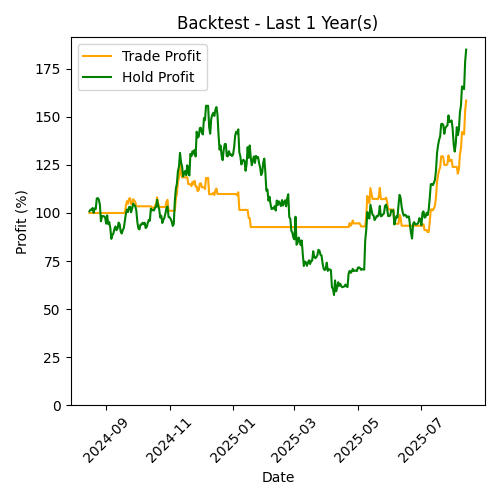 Backtest - Last 1 Year(s)
Trade Profit
Hold Profit
Profit (%)
175
150
125
100
75
50
25
0
2024-09
2024-11
2025-01
2025-03
2025-05
2025-07
Date